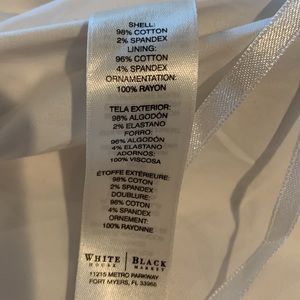 SHELL:
98% COTTON
2% SPANDEX
LINING:
96% COTTON
4% SPANDEX
ORNAMENTATION:
100% RAYON
TELA EXTERIOR:
98% ALGODÓN
2% ELASTANO
FORRO:
96% ALGODÓN
4% ELASTANO
ADORNOS:
100% VISCOSA
ÉTOFFE EXTÉRIEURE:
98% COTON
2% SPANDEX
DOUBLURE:
96% COTON
4% SPANDEX
ORNEMENT:
100% RAYONNE
WHITE | BLACK
HOUSE MARKET
11215 METRO PARKWAY
FORT MYERS, FL 33966